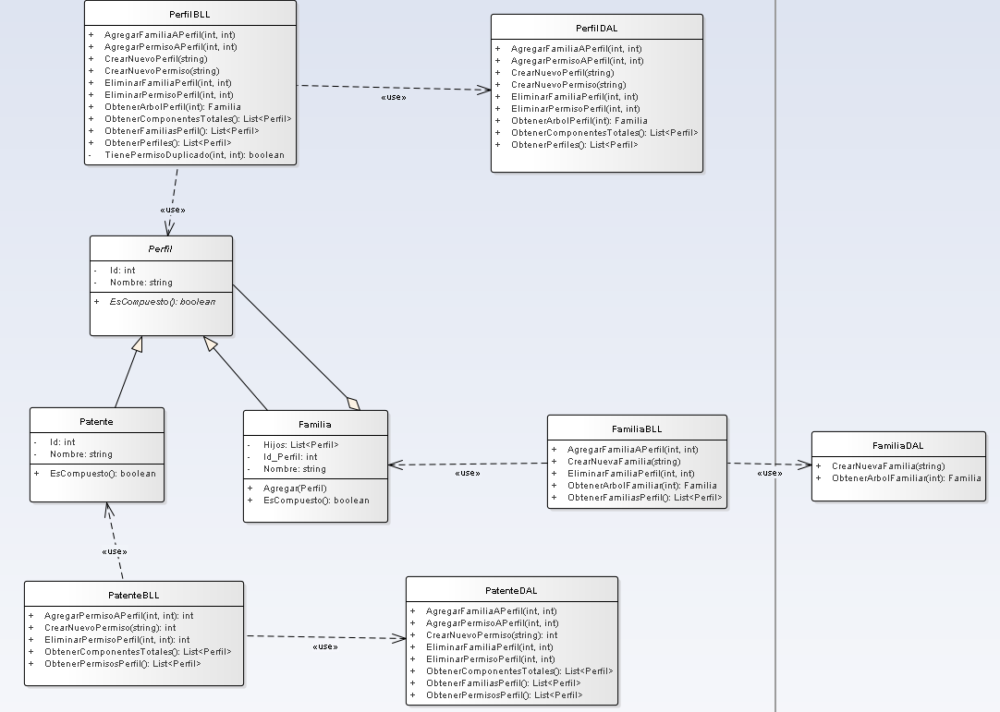 PerfilBLL
+ AgregarFamiliaAPerfil(int, int)
+ AgregarPermisoAPerfil(int, int)
+ CrearNuevoPerfil(string)
+ CrearNuevoPermiso(string)
+ EliminarFamiliaPerfil(int, int)
+ EliminarPermisoPerfil(int, int)
+ ObtenerArbolPerfil(int): Familia
+ ObtenerComponentesTotales(): List<Perfil>
+ ObtenerFamiliasPerfil(): List<Perfil>
+ ObtenerPerfiles(): List<Perfil>
- TienePermisoDuplicado(int, int): boolean
«use»
PerfilDAL
+ AgregarFamiliaAPerfil(int, int)
+ AgregarPermisoAPerfil(int, int)
+ CrearNuevoPerfil(string)
+ CrearNuevoPermiso(string)
+ EliminarFamiliaPerfil(int, int)
+ EliminarPermisoPerfil(int, int)
+ ObtenerArbolPerfil(int): Familia
+ ObtenerComponentesTotales(): List<Perfil>
+ ObtenerPerfiles(): List<Perfil>
«use»
Perfil
- Id: int
- Nombre: string
+ EsCompuesto(): boolean
Patente
- Id: int
- Nombre: string
+ EsCompuesto(): boolean
Familia
- Hijos: List<Perfil>
- Id_Perfil: int
- Nombre: string
+ Agregar(Perfil)
+ EsCompuesto(): boolean
«use»
FamiliaBLL
+ AgregarFamiliaAPerfil(int, int)
+ CrearNuevaFamilia(string)
+ EliminarFamiliaPerfil(int, int)
+ ObtenerArbolFamiliar(int): Familia
+ ObtenerFamiliasPerfil(): List<Perfil>
«use»
FamiliaDAL
+ CrearNuevaFamilia(string)
+ ObtenerArbolFamiliar(int): Familia
«use»
PatenteBLL
+ AgregarPermisoAPerfil(int, int): int
+ CrearNuevoPermiso(string): int
+ EliminarPermisoPerfil(int, int): int
+ ObtenerComponentesTotales(): List<Perfil>
+ ObtenerPermisosPerfil(): List<Perfil>
«use»
PatenteDAL
+ AgregarFamiliaAPerfil(int, int)
+ AgregarPermisoAPerfil(int, int)
+ CrearNuevoPermiso(string): int
+ EliminarFamiliaPerfil(int, int)
+ EliminarPermisoPerfil(int, int)
+ ObtenerComponentesTotales(): List<Perfil>
+ ObtenerFamiliasPerfil(): List<Perfil>
+ ObtenerPermisosPerfil(): List<Perfil>